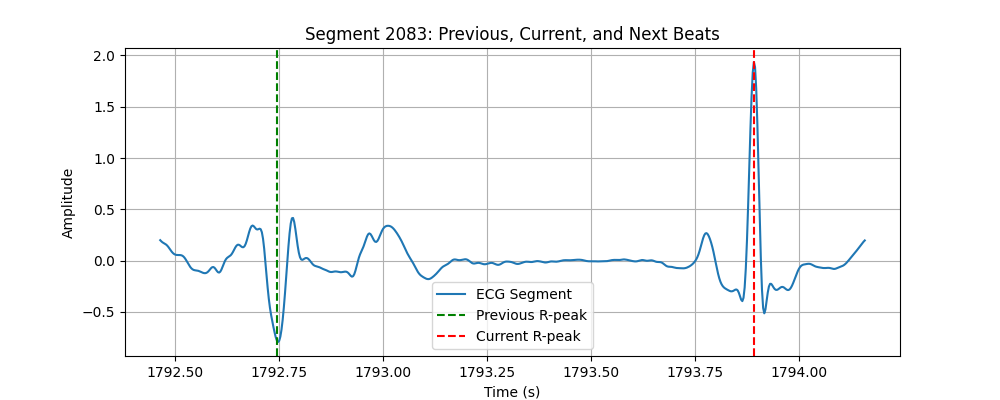 Segment 2083: Previous, Current, and Next Beats
2.0
1.5
1.0
0.5
0.0
−0.5
Amplitude
ECG Segment
Previous R-peak
Current R-peak
1792.50 1792.75 1793.00 1793.25 1793.50 1793.75 1794.00
Time (s)